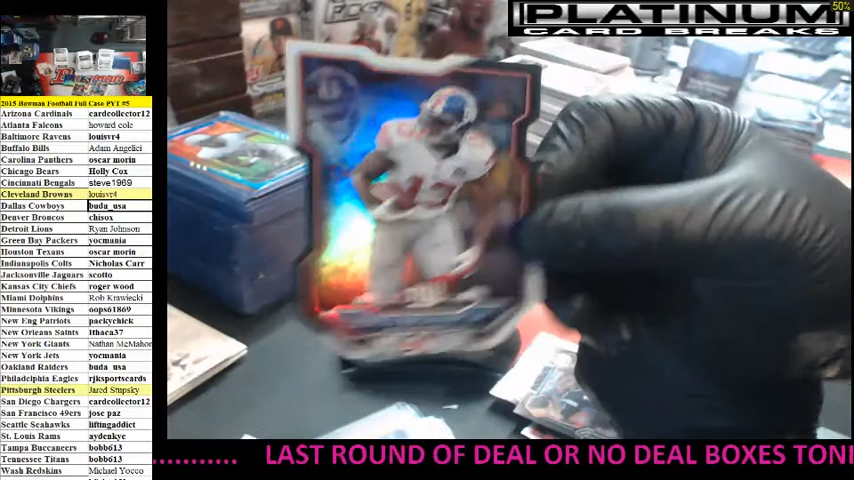 50%
PLATINUM
CARD BREAKS
2015 Bowman Football Full Case PYT #5
Arizona Cardinals cardcollector12
Atlanta Falcons howard cole
Baltimore Ravens louisvr4
Buffalo Bills Adam Angelici
Carolina Panthers oscar morin
Chicago Bears Holly Cox
Cincinnati Bengals steve1969
Cleveland Browns louisvr4
Dallas Cowboys buda_usa
Denver Broncos chisox
Detroit Lions Ryan Johnson
Green Bay Packers yocmania
Houston Texans oscar morin
Indianapolis Colts Nicholas Carr
Jacksonville Jaguars scotto
Kansas City Chiefs roger wood
Miami Dolphins Rob Krawiecki
Minnesota Vikings oops61869
New Eng Patriots packychick
New Orleans Saints Ithaca37
New York Giants Nathan McMahon
New York Jets yocmania
Oakland Raiders buda_usa
Philadelphia Eagles rjksportscards
Pittsburgh Steelers Jared Stupsky
San Diego Chargers cardcollector12
San Francisco 49ers jose paz
Seattle Seahawks liftingaddict
St. Louis Rams aydenkye
Tampa Buccaneers bobb613
Tennessee Titans bobb613
Wash Redskins Michael Yocco
........... LAST ROUND OF DEAL OR NO DEAL BOXES TONI